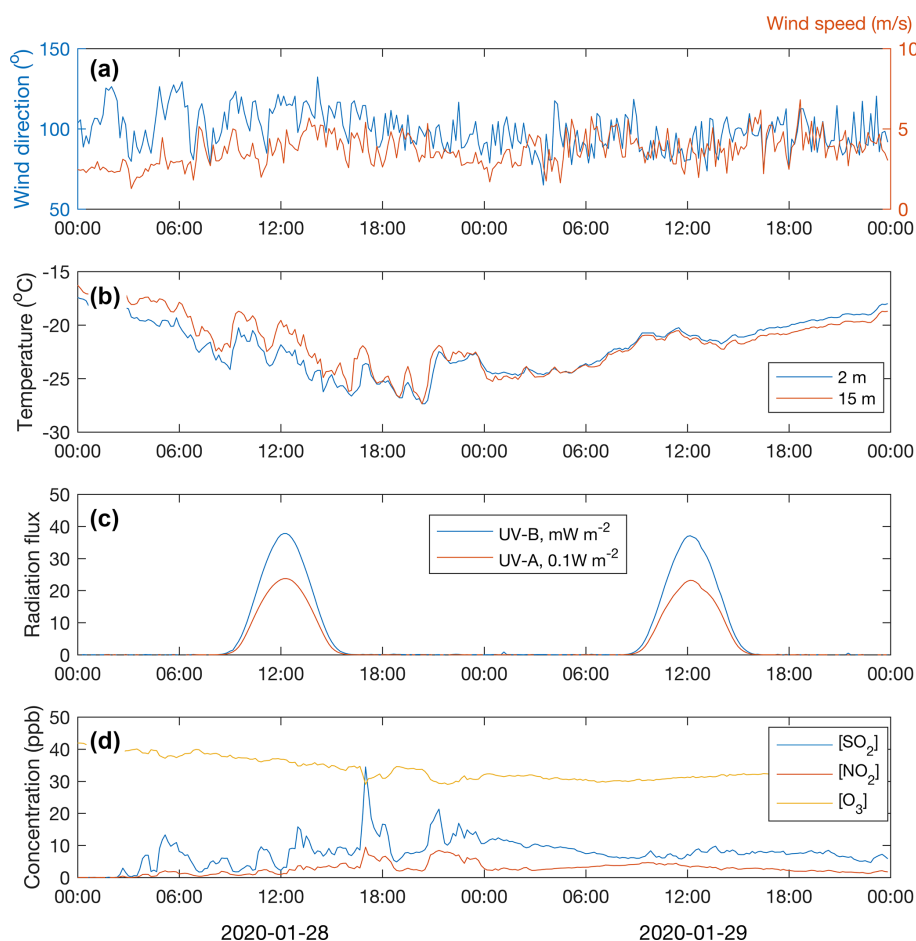 Wind speed (m/s)
(a)
Wind direction (°)
150
100
50
10
5
0
00:00 06:00 12:00 18:00 00:00 06:00 12:00 18:00 00:00
(b)
Temperature (°C)
-15
-20
-25
-30
2 m
15 m
00:00 06:00 12:00 18:00 00:00 06:00 12:00 18:00 00:00
(c)
Radiation flux
50
40
30
20
10
0
UV-B, mW m⁻²
UV-A, 0.1W m⁻²
00:00 06:00 12:00 18:00 00:00 06:00 12:00 18:00 00:00
(d)
Concentration (ppb)
50
40
30
20
10
0
[SO₂]
[NO₂]
[O₃]
00:00 06:00 12:00 18:00 00:00 06:00 12:00 18:00 00:00
2020-01-28 2020-01-29